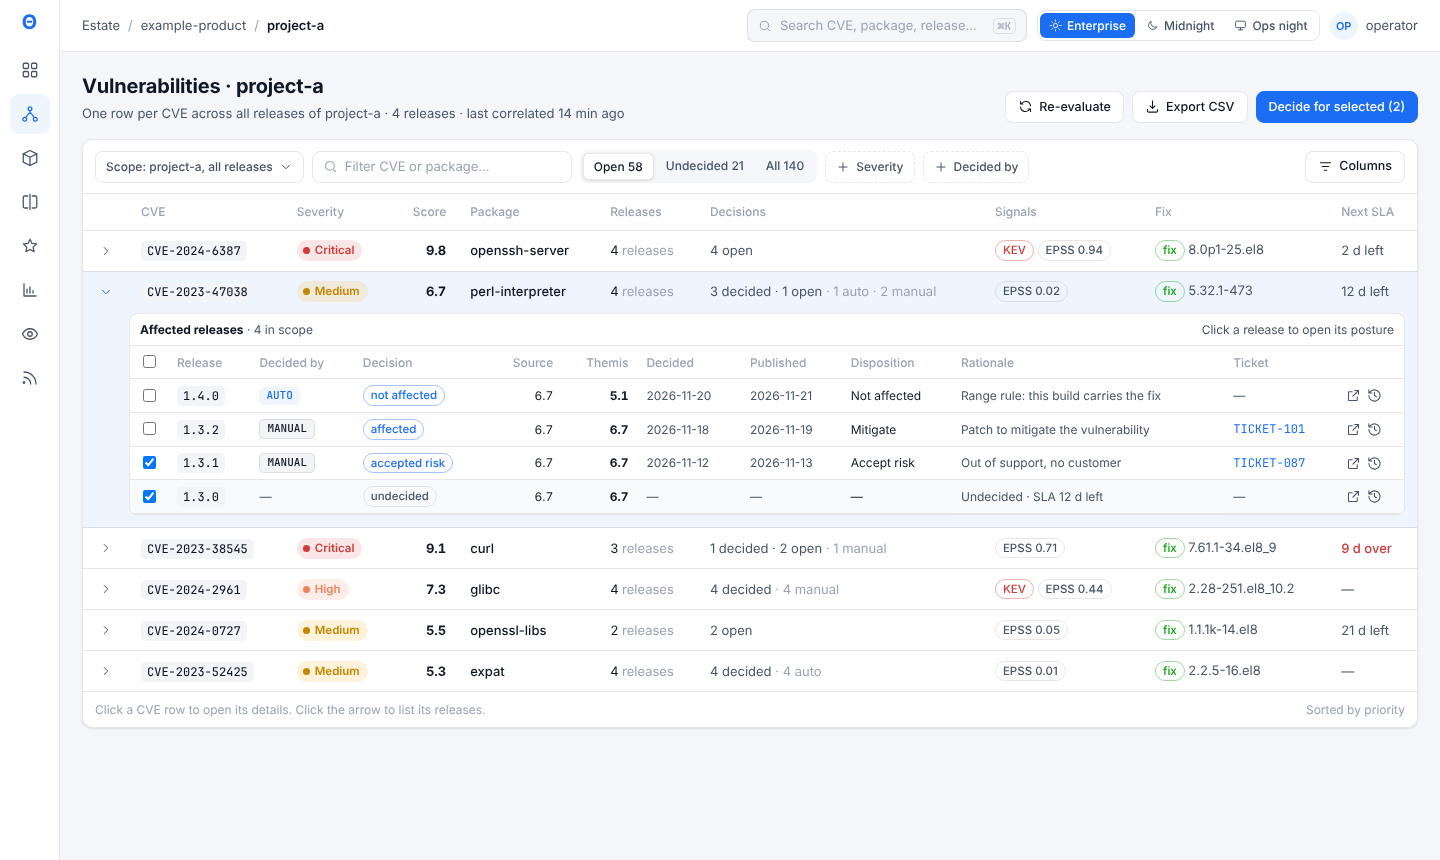 Estate / example-product / project-a
Search CVE, package, release... ⌘K
Enterprise Midnight Ops night
OP operator
Vulnerabilities · project-a
One row per CVE across all releases of project-a · 4 releases · last correlated 14 min ago
Re-evaluate Export CSV Decide for selected (2)
Scope: project-a, all releases Filter CVE or package... Open 58 Undecided 21 All 140 + Severity + Decided by Columns
CVE Severity Score Package Releases Decisions Signals Fix Next SLA
CVE-2024-6387 Critical 9.8 openssh-server 4 releases 4 open KEV EPSS 0.94 fix 8.0p1-25.el8 2 d left
CVE-2023-47038 Medium 6.7 perl-interpreter 4 releases 3 decided · 1 open · 1 auto · 2 manual EPSS 0.02 fix 5.32.1-473 12 d left
Affected releases · 4 in scope Click a release to open its posture
Release Decided by Decision Source Themis Decided Published Disposition Rationale Ticket
1.4.0 AUTO not affected 6.7 5.1 2026-11-20 2026-11-21 Not affected Range rule: this build carries the fix —
1.3.2 MANUAL affected 6.7 6.7 2026-11-18 2026-11-19 Mitigate Patch to mitigate the vulnerability TICKET-101
1.3.1 MANUAL accepted risk 6.7 6.7 2026-11-12 2026-11-13 Accept risk Out of support, no customer TICKET-087
1.3.0 — undecided 6.7 6.7 — — — Undecided · SLA 12 d left —
CVE-2023-38545 Critical 9.1 curl 3 releases 1 decided · 2 open · 1 manual EPSS 0.71 fix 7.61.1-34.el8_9 9 d over
CVE-2024-2961 High 7.3 glibc 4 releases 4 decided · 4 manual KEV EPSS 0.44 fix 2.28-251.el8_10.2 —
CVE-2024-0727 Medium 5.5 openssl-libs 2 releases 2 open EPSS 0.05 fix 1.1.1k-14.el8 21 d left
CVE-2023-52425 Medium 5.3 expat 4 releases 4 decided · 4 auto EPSS 0.01 fix 2.2.5-16.el8 —
Click a CVE row to open its details. Click the arrow to list its releases. Sorted by priority